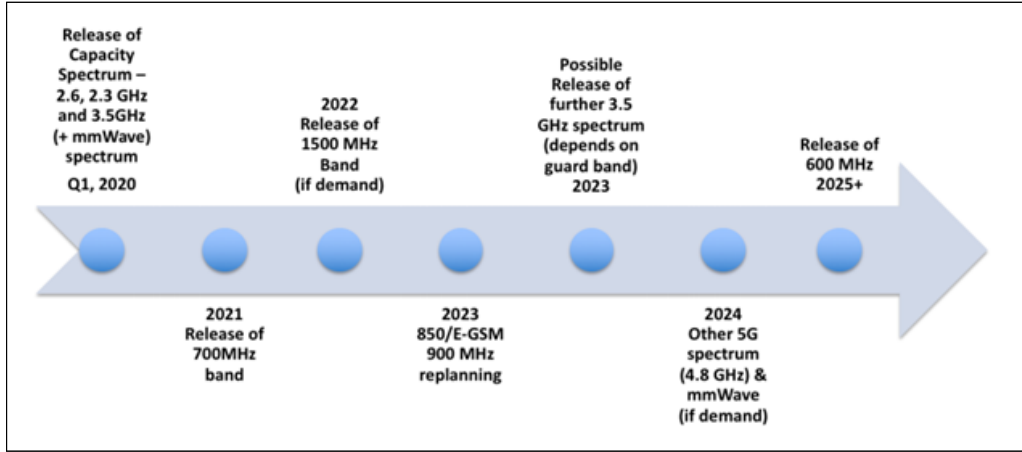 Release of
Capacity
Spectrum –
2.6, 2.3 GHz
and 3.5GHz
(+ mmWave)
spectrum
Q1, 2020
2021
Release of
700MHz
band
2022
Release of
1500 MHz
Band
(if demand)
2023
850/E-GSM
900 MHz
replanning
Possible
Release of
further 3.5
GHz spectrum
(depends on
guard band)
2023
2024
Other 5G
spectrum
(4.8 GHz) &
mmWave
(if demand)
Release of
600 MHz
2025+